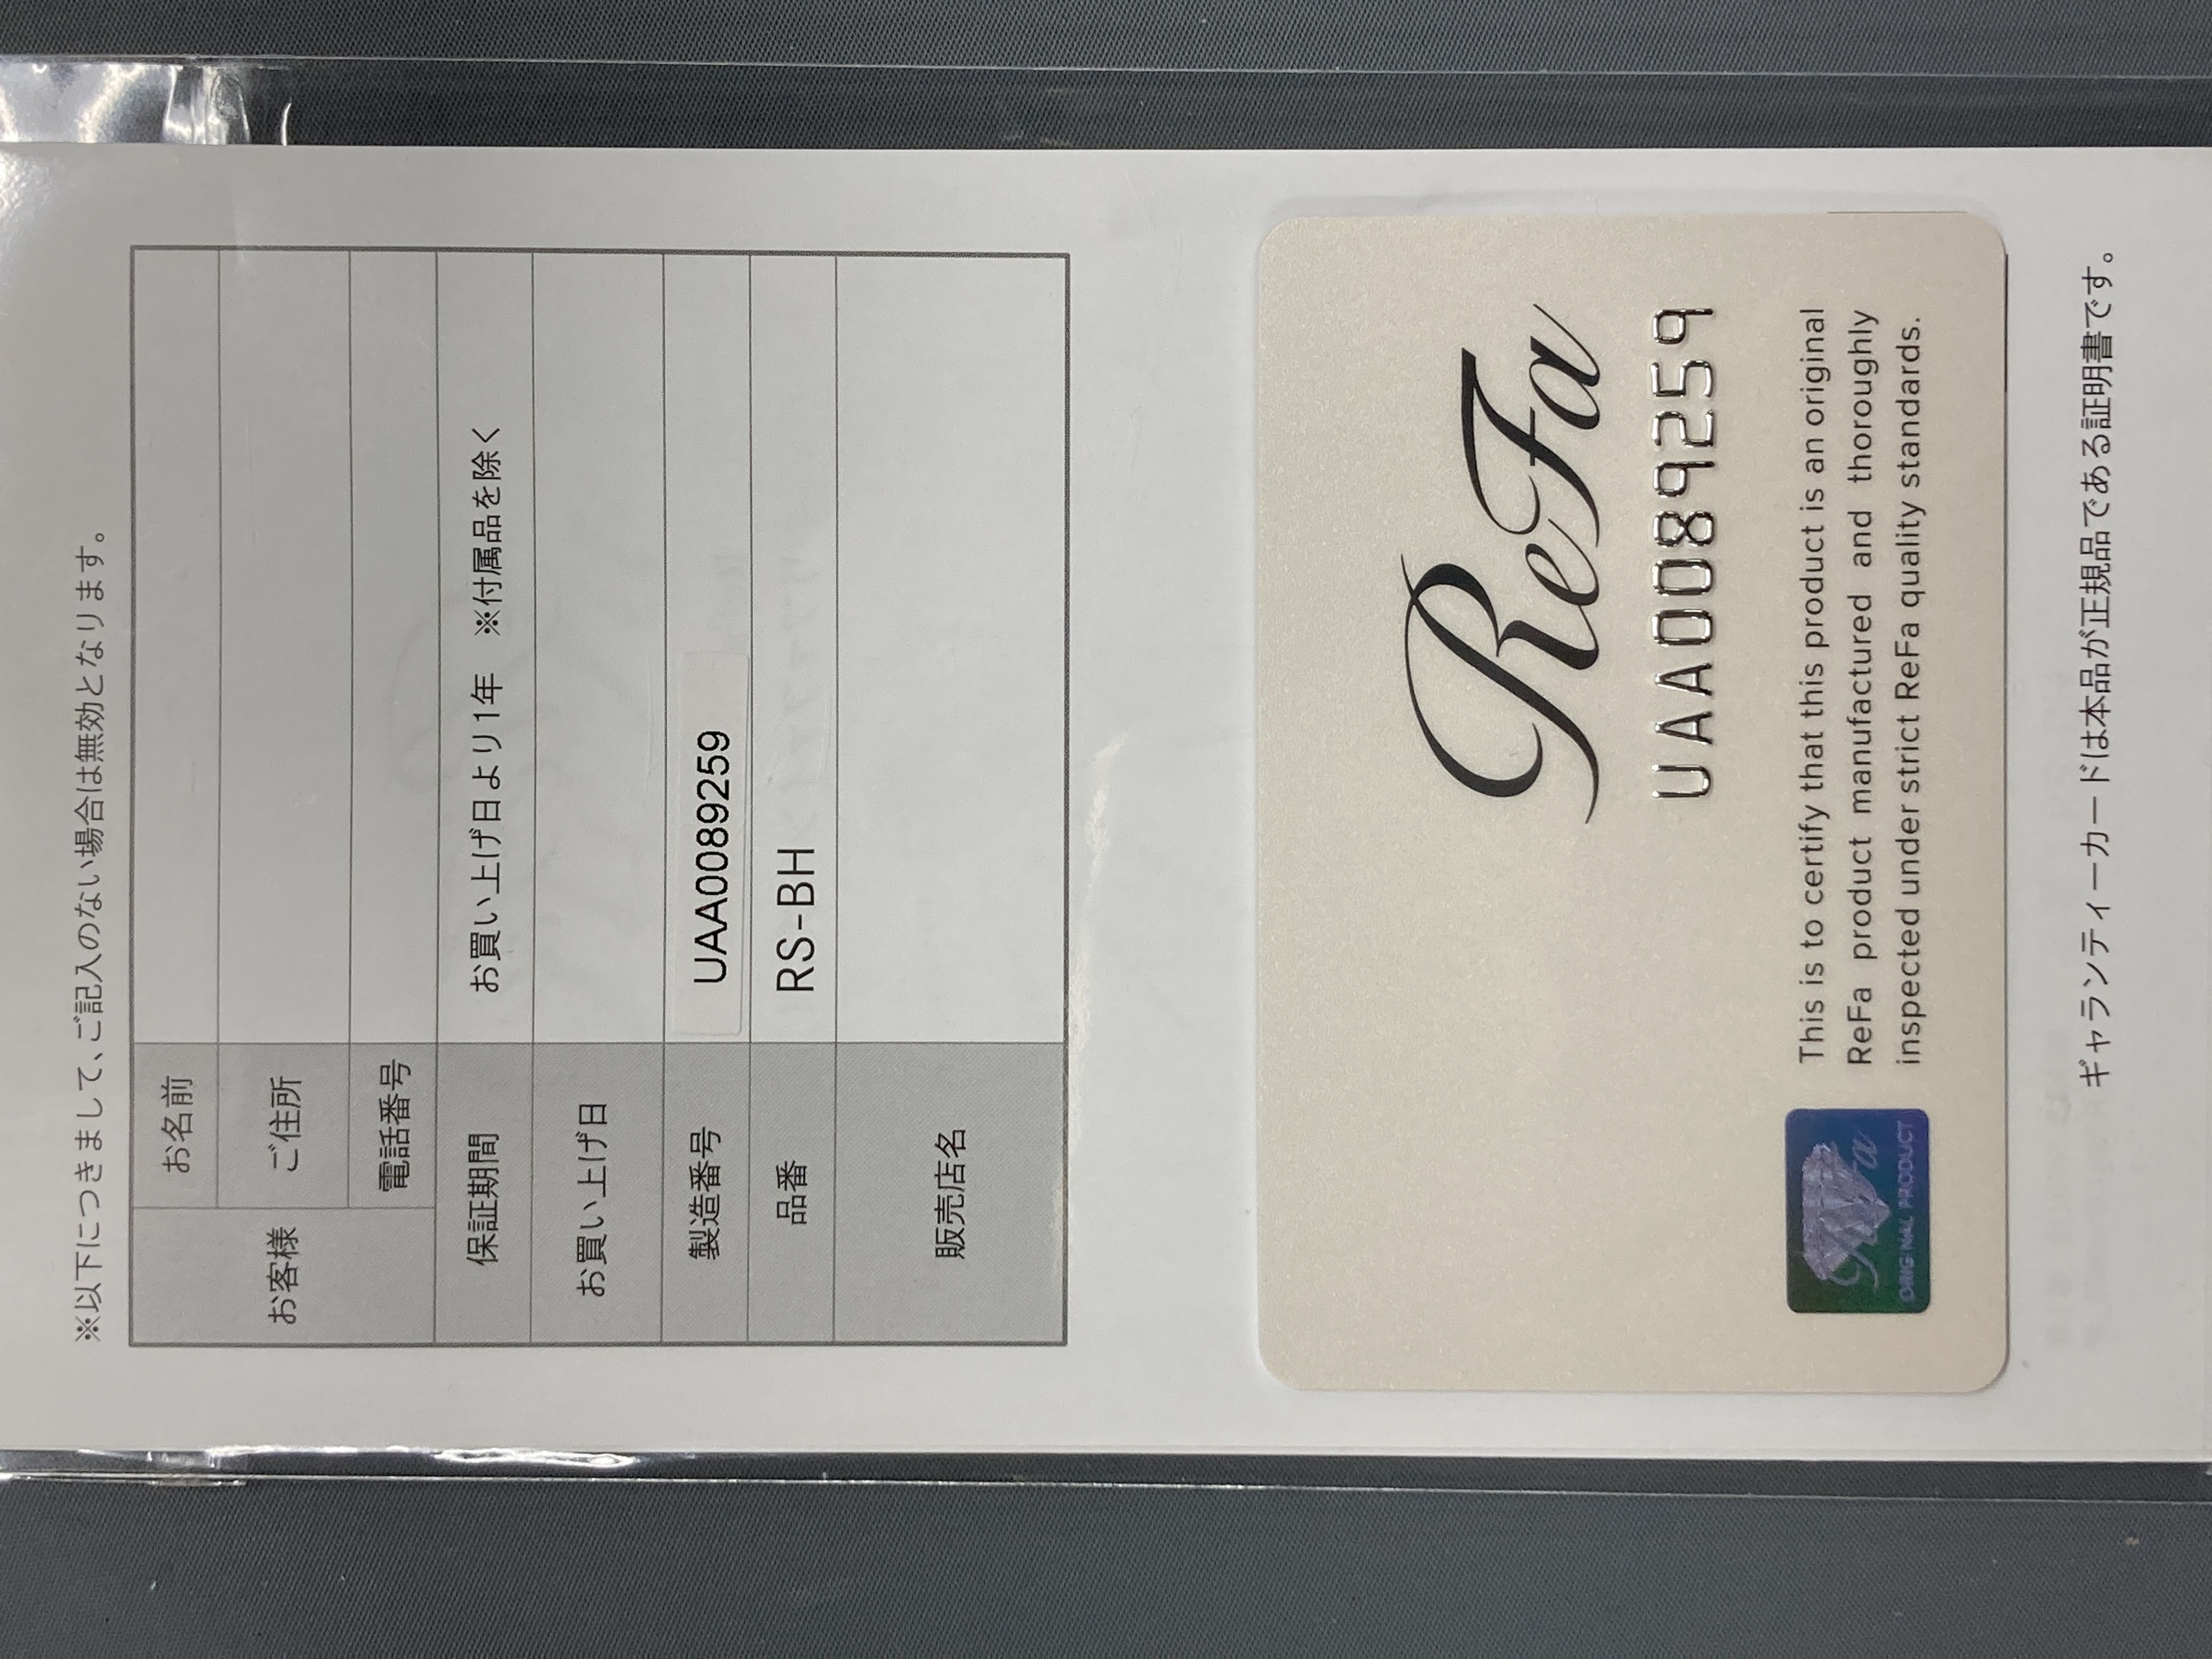 ※以下につきまして、ご記入のない場合は無効となります。
お客様
お名前
ご住所
電話番号
保証期間 お買い上げ日より1年 ※付属品を除く
お買い上げ日
製造番号 UAA0089259
品番 RS-BH
販売店名
ReFa
UAA0089259
This is to certify that this product is an original
ReFa product manufactured and thoroughly
inspected under strict ReFa quality standards.
ReFa
ORIGINAL PRODUCT
ギャランティーカードは本品が正規品である証明書です。